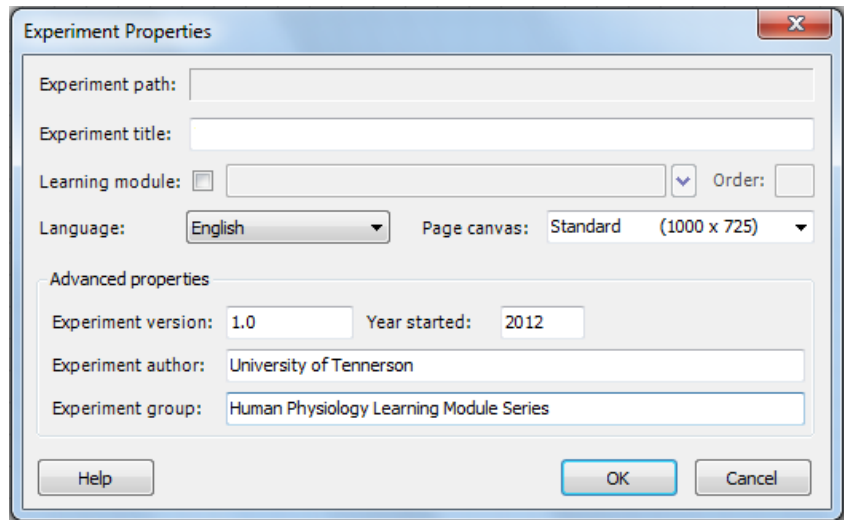 Experiment Properties
Experiment path:
Experiment title:
Learning module: Order:
Language: English Page canvas: Standard (1000 x 725)
Advanced properties
Experiment version: 1.0 Year started: 2012
Experiment author: University of Tennerson
Experiment group: Human Physiology Learning Module Series
Help OK Cancel